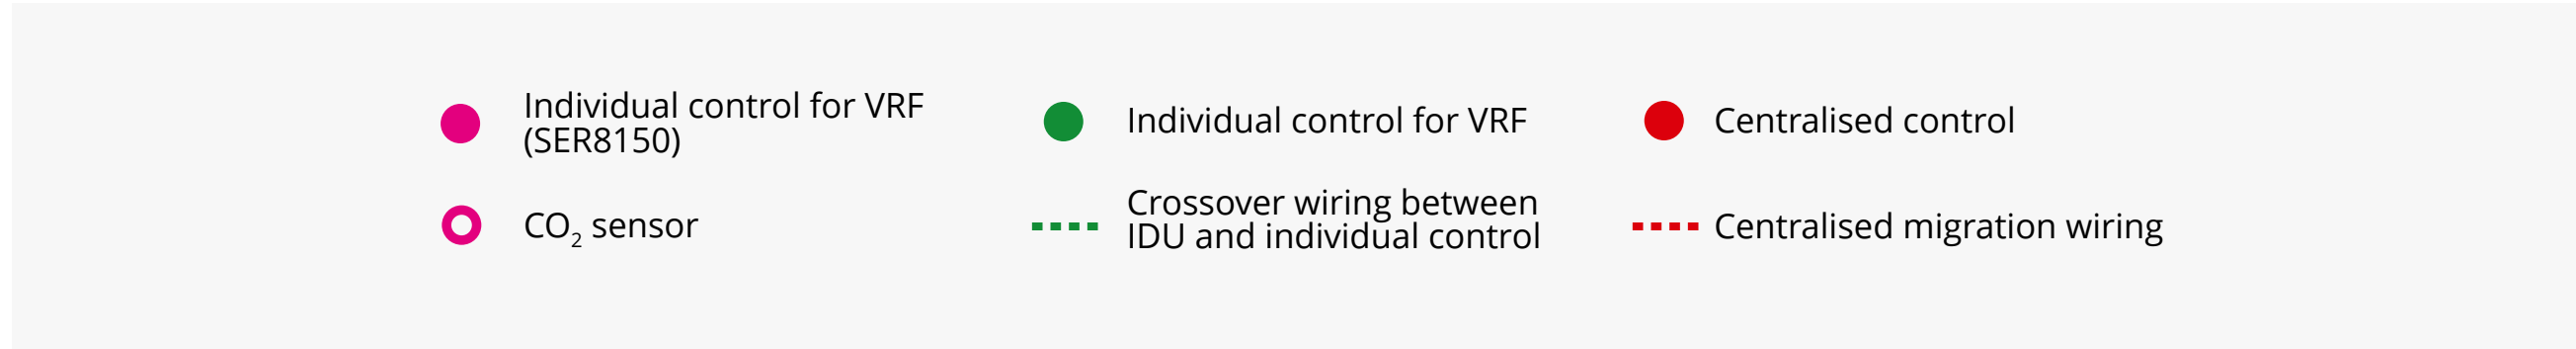 Individual control for VRF
(SER8150)
Individual control for VRF
Centralised control
CO₂ sensor
Crossover wiring between
IDU and individual control
Centralised migration wiring